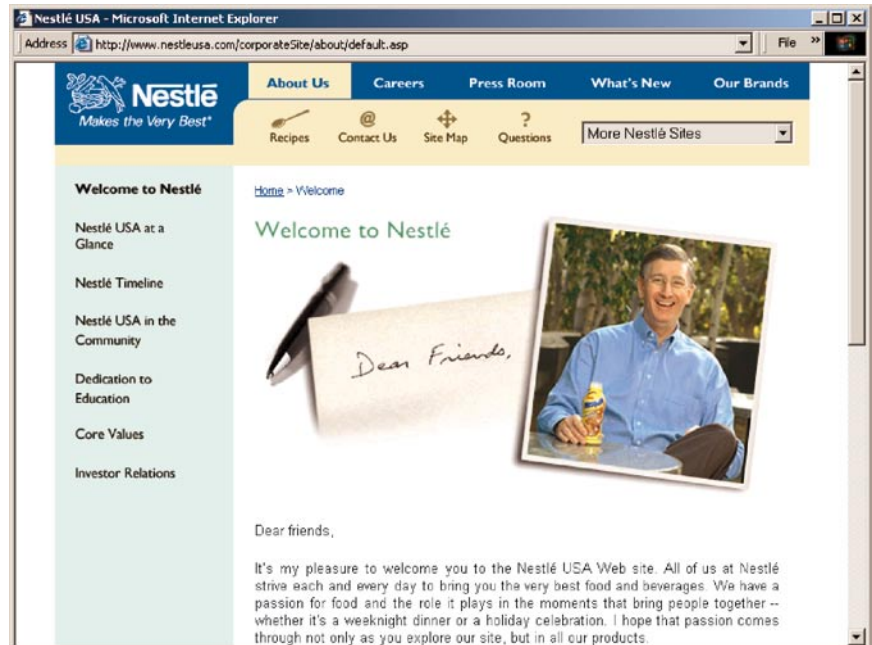 Nestlé USA - Microsoft Internet Explorer
Address http://www.nestleusa.com/corporateSite/about/default.asp File »
Nestlé
Makes the Very Best*
About Us Careers Press Room What's New Our Brands
@ ?
Recipes Contact Us Site Map Questions More Nestlé Sites
Welcome to Nestlé
Nestlé USA at a
Glance
Nestlé Timeline
Nestlé USA in the
Community
Dedication to
Education
Core Values
Investor Relations
Home > Welcome
Welcome to Nestlé
Dear Friends,
Dear friends,
It's my pleasure to welcome you to the Nestlé USA Web site. All of us at Nestlé
strive each and every day to bring you the very best food and beverages. We have a
passion for food and the role it plays in the moments that bring people together --
whether it's a weeknight dinner or a holiday celebration. I hope that passion comes
through not only as you explore our site, but in all our products.